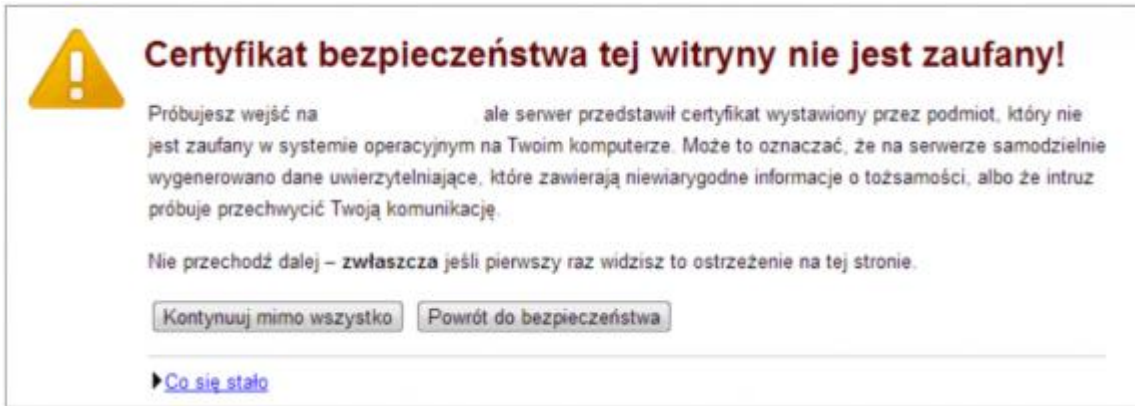 Certyfikat bezpieczeństwa tej witryny nie jest zaufany!
Próbujesz wejść na ale serwer przedstawił certyfikat wystawiony przez podmiot, który nie
jest zaufany w systemie operacyjnym na Twoim komputerze. Może to oznaczać, że na serwerze samodzielnie
wygenerowano dane uwierzytelniające, które zawierają niewiarygodne informacje o tożsamości, albo że intruz
próbuje przechwycić Twoją komunikację.
Nie przechodź dalej – zwłaszcza jeśli pierwszy raz widzisz to ostrzeżenie na tej stronie.
Kontynuuj mimo wszystko Powrót do bezpieczeństwa
Co się stało